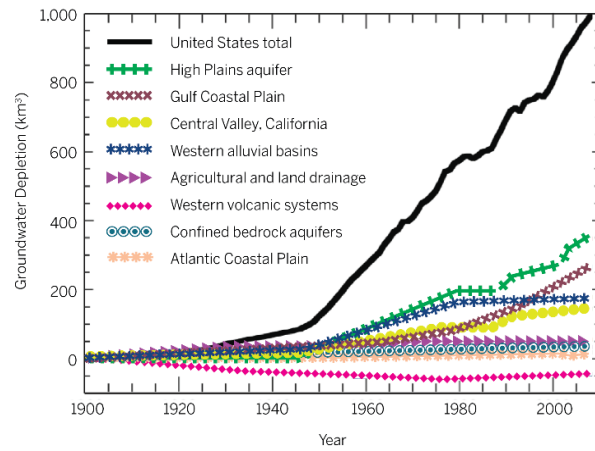 1,000
800
600
400
200
0
Groundwater Depletion (km³)
United States total
High Plains aquifer
Gulf Coastal Plain
Central Valley, California
Western alluvial basins
Agricultural and land drainage
Western volcanic systems
Confined bedrock aquifers
Atlantic Coastal Plain
1900 1920 1940 1960 1980 2000
Year